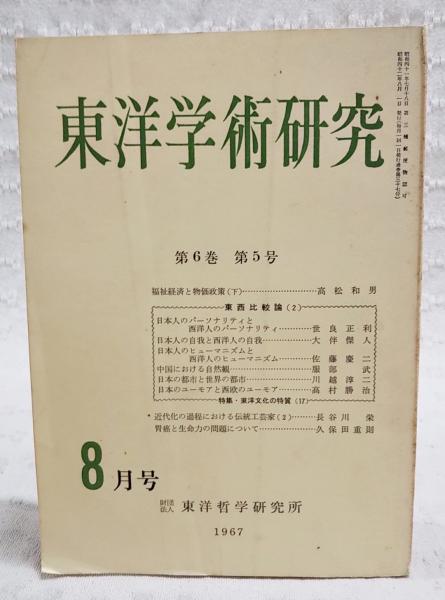 東洋学術研究
第6巻 第5号
福祉経済と物価政策(下)…………………高松和男
東西比較論(2)
日本人のパーソナリティと
西洋人のパーソナリティ…………世良正利
日本人の自我と西洋人の自我…………大伴傑人
日本人のヒューマニズムと
西洋人のヒューマニズム…………佐藤慶二
中国における自然観…………服部武
日本の都市と世界の都市…………川越淳二
日本のユーモアと西欧のユーモア…………高村勝治
特集・東洋文化の特質(17)
・近代化の過程における伝統工芸家(2)…………長谷川栄
胃癌と生命力の問題について…………久保田重則
8月号
財団法人 東洋哲学研究所
1967